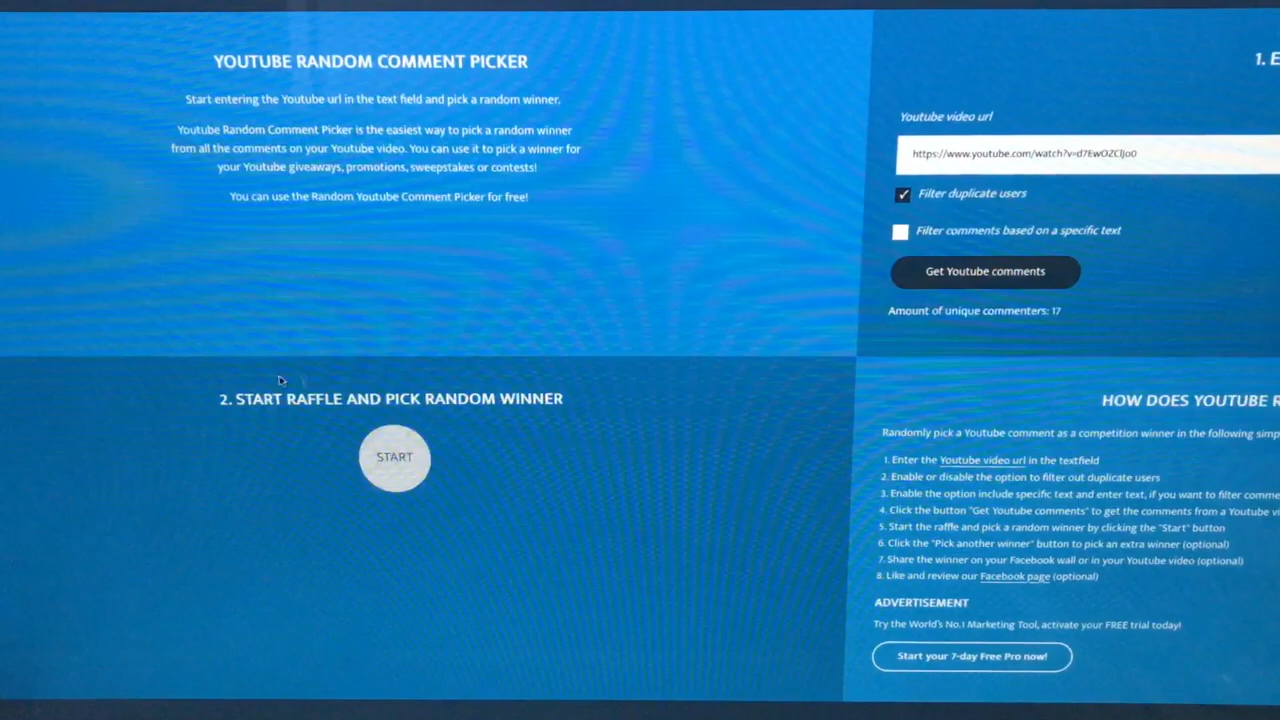 YOUTUBE RANDOM COMMENT PICKER
Start entering the Youtube url in the text field and pick a random winner.
Youtube Random Comment Picker is the easiest way to pick a random winner
from all the comments on your Youtube video. You can use it to pick a winner for
your Youtube giveaways, promotions, sweepstakes or contests!
You can use the Random Youtube Comment Picker for free!
1. E
Youtube video url
https://www.youtube.com/watch?v=d7EwOZCIJo0
Filter duplicate users
Filter comments based on a specific text
Get Youtube comments
Amount of unique commenters: 17
2. START RAFFLE AND PICK RANDOM WINNER
START
HOW DOES YOUTUBE R
Randomly pick a Youtube comment as a competition winner in the following simp
1. Enter the Youtube video url in the textfield
2. Enable or disable the option to filter out duplicate users
3. Enable the option include specific text and enter text, if you want to filter comme
4. Click the button "Get Youtube comments" to get the comments from a Youtube vi
5. Start the raffle and pick a random winner by clicking the "Start" button
6. Click the "Pick another winner" button to pick an extra winner (optional)
7. Share the winner on your Facebook wall or in your Youtube video (optional)
8. Like and review our Facebook page (optional)
ADVERTISEMENT
Try the World's No.1 Marketing Tool, activate your FREE trial today!
Start your 7-day Free Pro now!